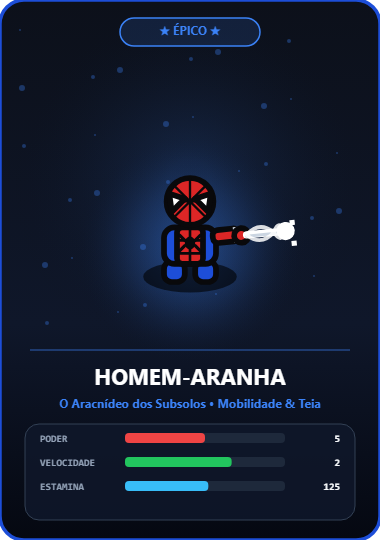 ★ ÉPICO ★
HOMEM-ARANHA
O Aracnídeo dos Subsolos • Mobilidade & Teia
PODER 5
VELOCIDADE 2
ESTAMINA 125